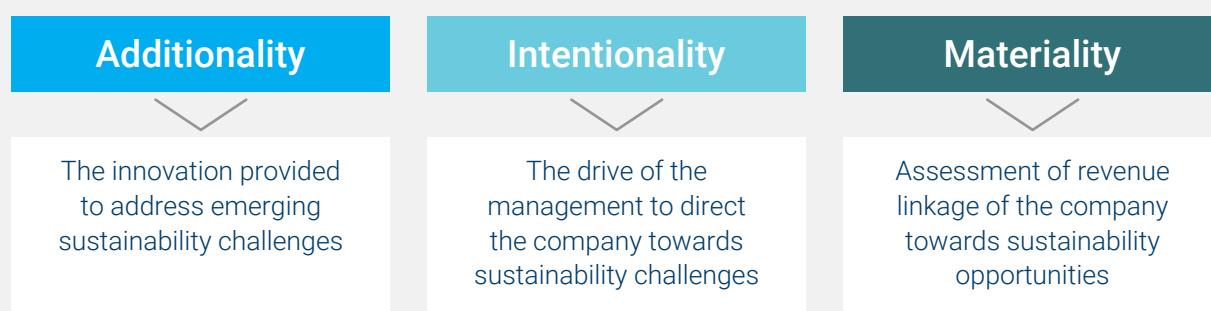 Additionality
The innovation provided
to address emerging
sustainability challenges
Intentionality
The drive of the
management to direct
the company towards
sustainability challenges
Materiality
Assessment of revenue
linkage of the company
towards sustainability
opportunities